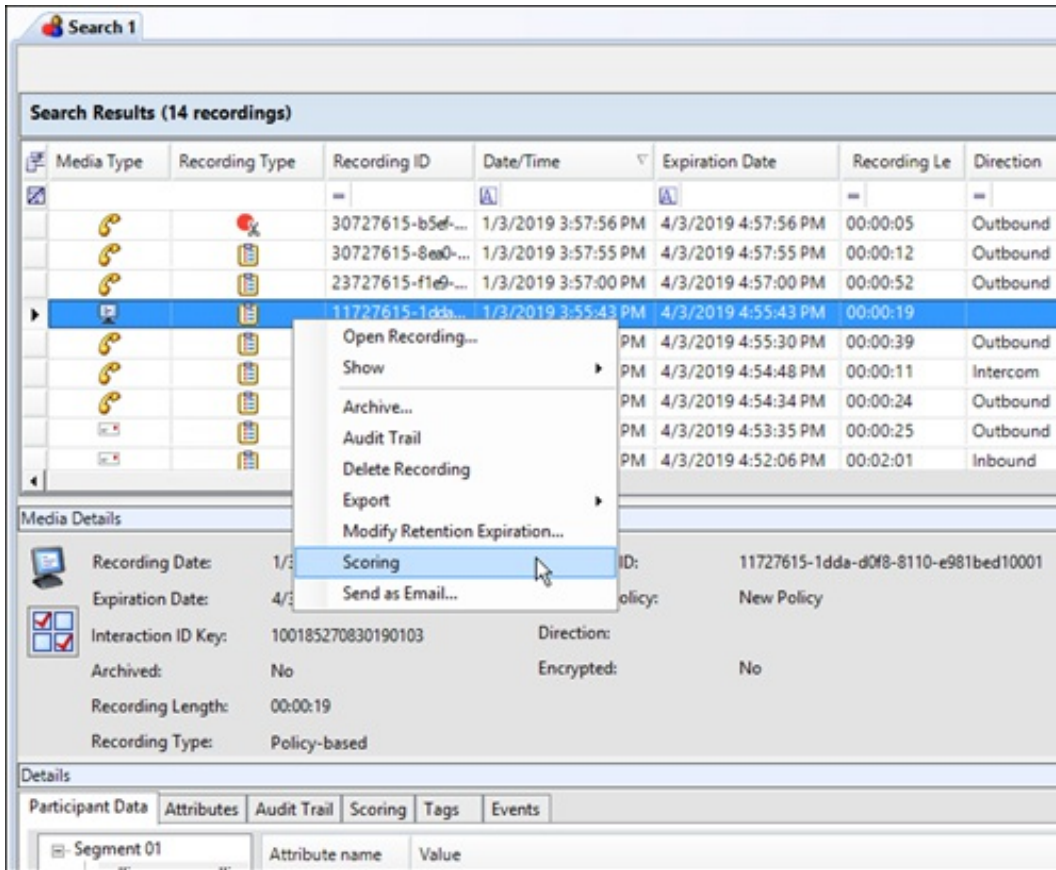 Search 1
Search Results (14 recordings)
Media Type Recording Type Recording ID Date/Time Expiration Date Recording Le Direction
= A A = =
30727615-b5ef-... 1/3/2019 3:57:56 PM 4/3/2019 4:57:56 PM 00:00:05 Outbound
30727615-8ea0-... 1/3/2019 3:57:55 PM 4/3/2019 4:57:55 PM 00:00:12 Outbound
23727615-f1e9-... 1/3/2019 3:57:00 PM 4/3/2019 4:57:00 PM 00:00:52 Outbound
11727615-1dda... 1/3/2019 3:55:43 PM 4/3/2019 4:55:43 PM 00:00:19
PM 4/3/2019 4:55:30 PM 00:00:39 Outbound
PM 4/3/2019 4:54:48 PM 00:00:11 Intercom
PM 4/3/2019 4:54:34 PM 00:00:24 Outbound
PM 4/3/2019 4:53:35 PM 00:00:25 Outbound
PM 4/3/2019 4:52:06 PM 00:02:01 Inbound
Open Recording...
Show
Archive...
Audit Trail
Delete Recording
Export
Modify Retention Expiration...
Scoring
Send as Email...
Media Details
Recording Date: 1/3 ID: 11727615-1dda-d0f8-8110-e981bed10001
Expiration Date: 4/3 olicy: New Policy
Interaction ID Key: 100185270830190103 Direction:
Archived: No Encrypted: No
Recording Length: 00:00:19
Recording Type: Policy-based
Details
Participant Data Attributes Audit Trail Scoring Tags Events
Segment 01 Attribute name Value